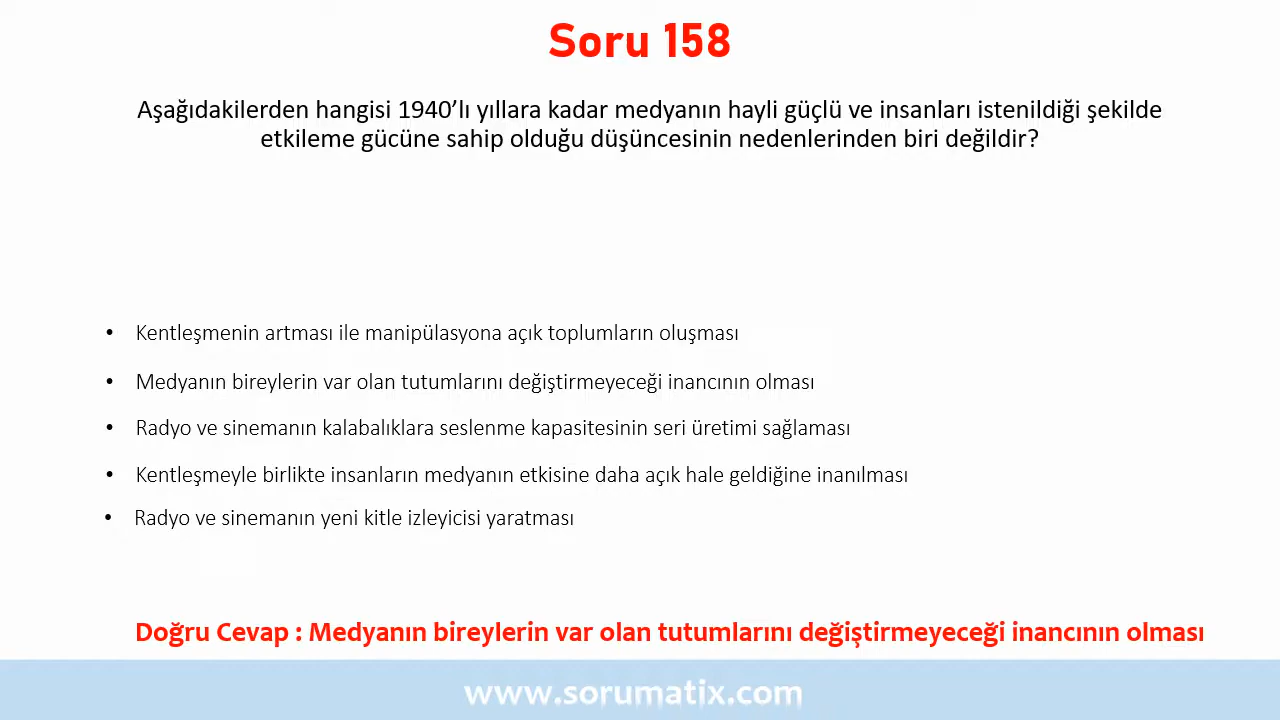 Soru 158
Aşağıdakilerden hangisi 1940’lı yıllara kadar medyanın hayli güçlü ve insanları istenildiği şekilde
etkileme gücüne sahip olduğu düşüncesinin nedenlerinden biri değildir?
• Kentleşmenin artması ile manipülasyona açık toplumların oluşması
• Medyanın bireylerin var olan tutumlarını değiştirmeyeceği inancının olması
• Radyo ve sinemanın kalabalıklara seslenme kapasitesinin seri üretimi sağlaması
• Kentleşmeyle birlikte insanların medyanın etkisine daha açık hale geldiğine inanılması
• Radyo ve sinemanın yeni kitle izleyicisi yaratması
Doğru Cevap : Medyanın bireylerin var olan tutumlarını değiştirmeyeceği inancının olması
www.sorumatix.com